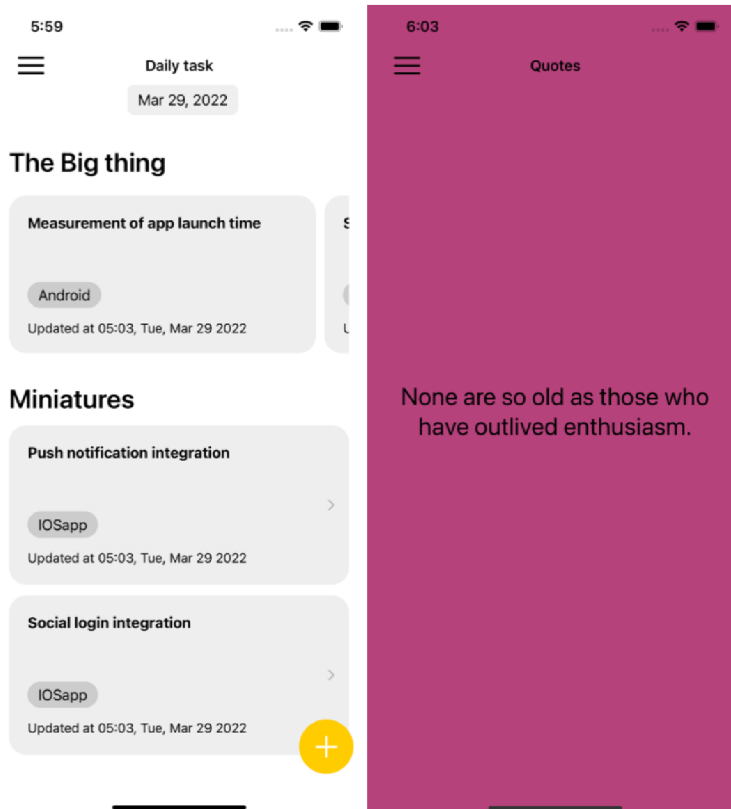 5:59
Daily task
Mar 29, 2022
The Big thing
Measurement of app launch time
Android
Updated at 05:03, Tue, Mar 29 2022
Miniatures
Push notification integration
IOSapp
Updated at 05:03, Tue, Mar 29 2022
Social login integration
IOSapp
Updated at 05:03, Tue, Mar 29 2022
6:03
Quotes
None are so old as those who
have outlived enthusiasm.